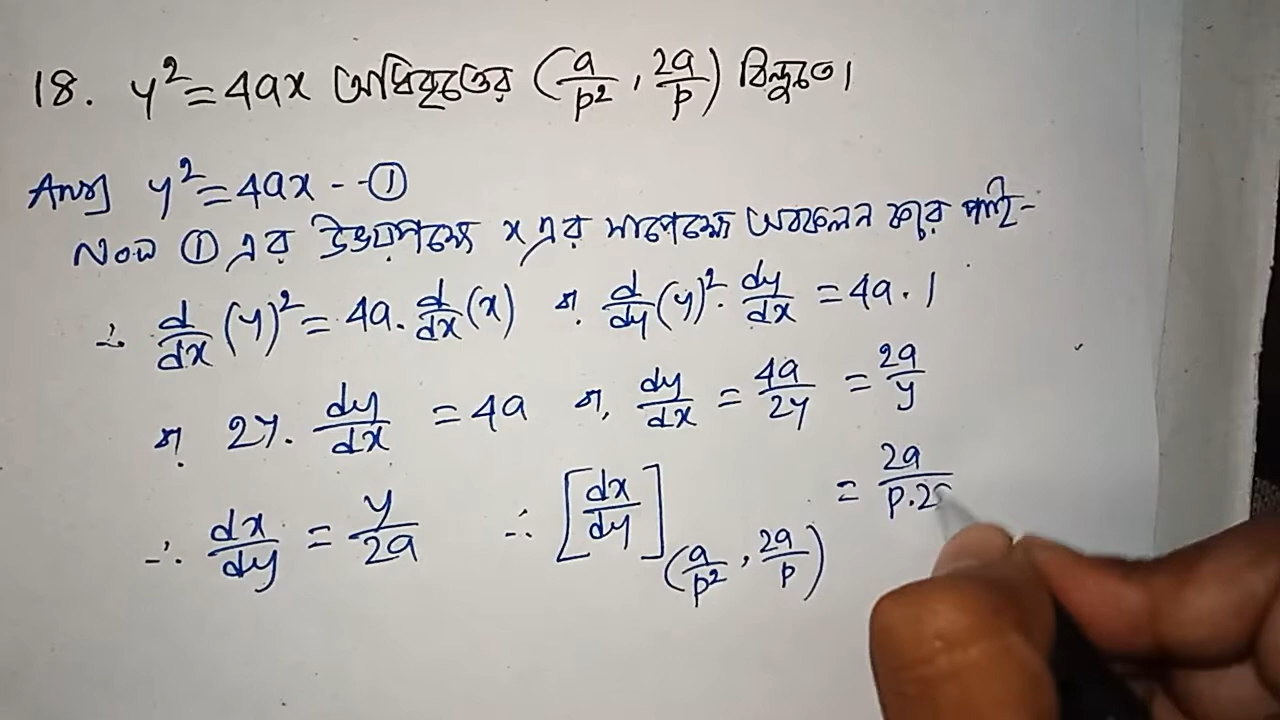 18. y² = 4ax অধিবৃত্তের (a/p², 2a/p) বিন্দুতে।
Ans) y² = 4ax -- ①
Now ① এর উভয়পক্ষে x এর সাপেক্ষে অবকলন করে পাই-
∴ d/dx (y)² = 4a. d/dx (x) বা, d/dy (y)². dy/dx = 4a . 1
বা, 2y. dy/dx = 4a বা, dy/dx = 4a/2y = 2a/y
∴ dx/dy = y/2a ∴ [dx/dy](a/p², 2a/p) = 2a/p.2a